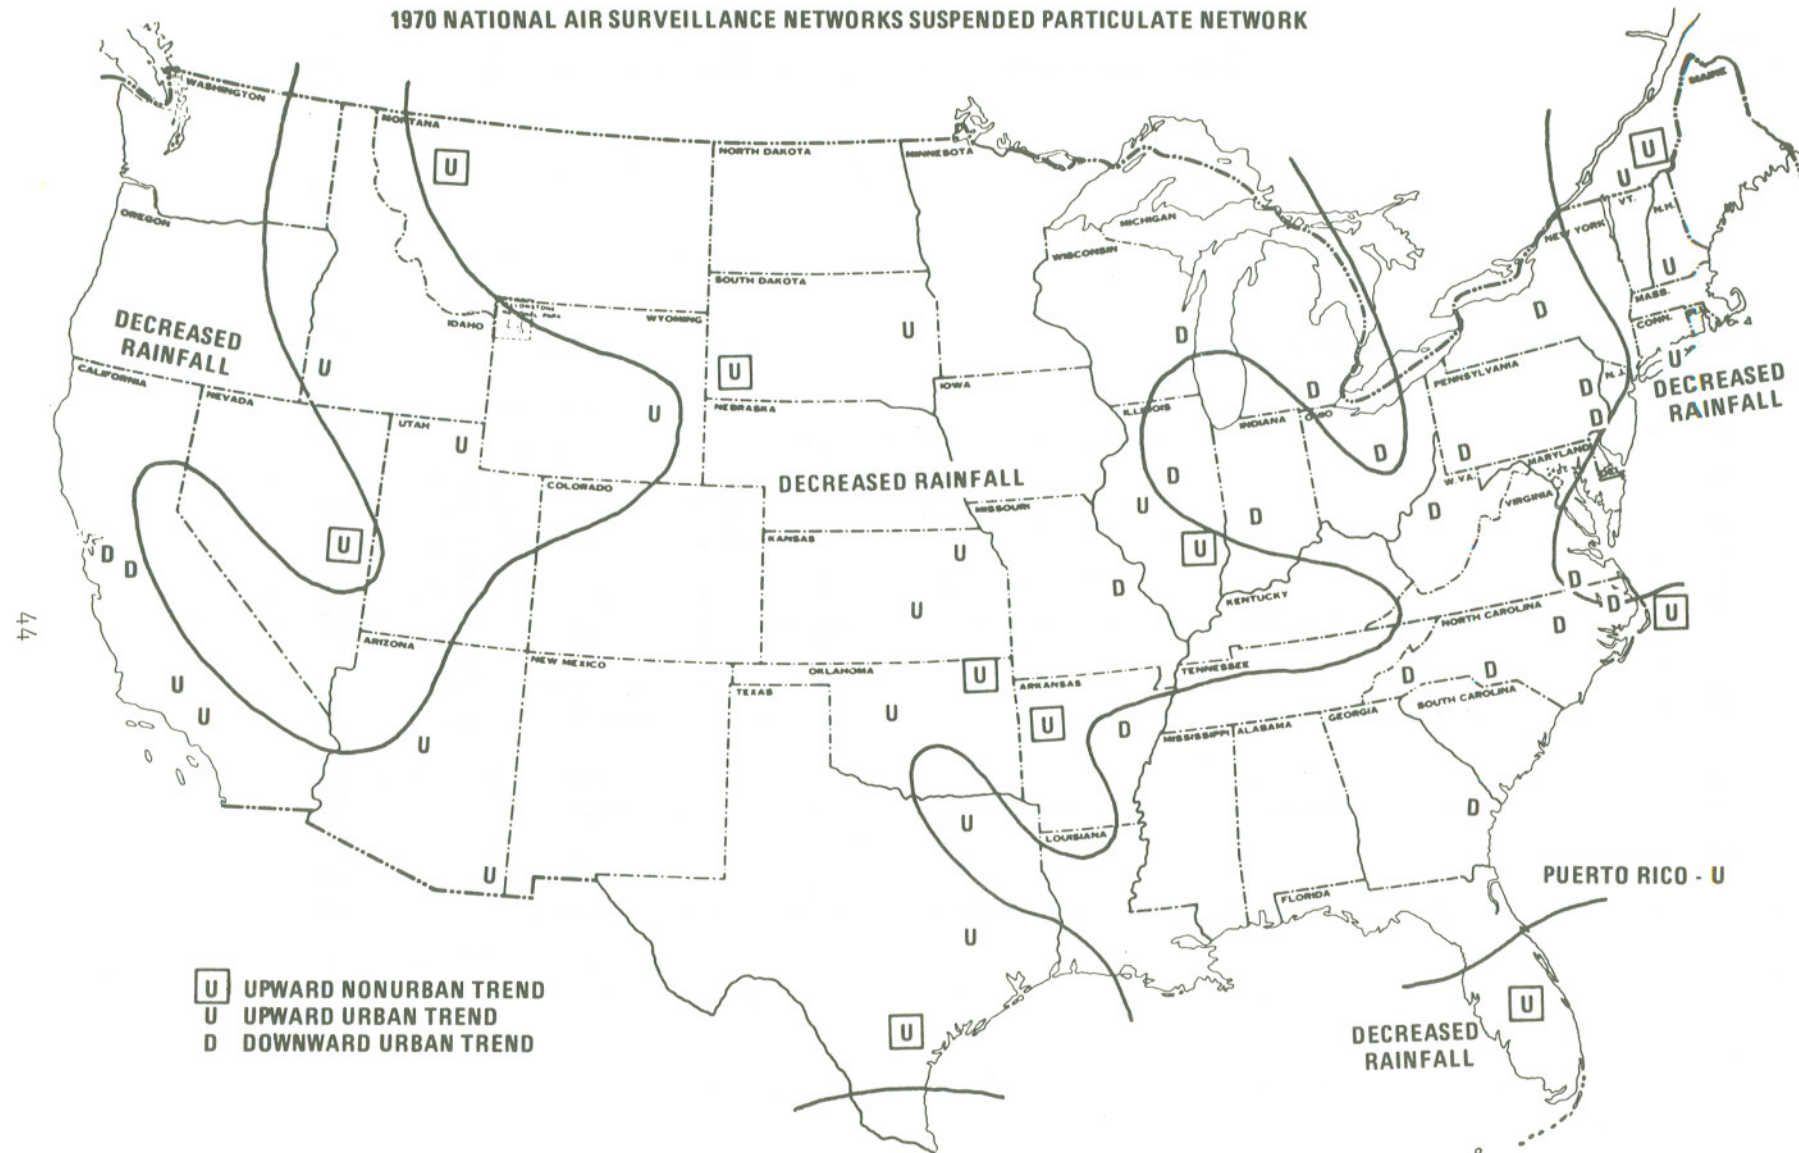 1970 NATIONAL AIR SURVEILLANCE NETWORKS SUSPENDED PARTICULATE NETWORK
WASHINGTON
MONTANA
NORTH DAKOTA
MINNESOTA
MAINE
U
U
U
VT.
N.H.
OREGON
MICHIGAN
WISCONSIN
NEW YORK
U
SOUTH DAKOTA
MASS.
CONN.
R.I.
IDAHO
WYOMING
U
D
D
DECREASED
RAINFALL
U
U
CALIFORNIA
NEVADA
IOWA
D
PENNSYLVANIA
D
N.J.
U
DECREASED
RAINFALL
UTAH
U
U
NEBRASKA
ILLINOIS
INDIANA
OHIO
D
D
D
MARYLAND
DEL.
COLORADO
DECREASED RAINFALL
D
W.VA.
VIRGINIA
MISSOURI
U
D
D
D
D
U
KANSAS
U
U
D
D
U
KENTUCKY
D
D
NORTH CAROLINA
D
U
44
ARIZONA
NEW MEXICO
OKLAHOMA
TENNESSEE
U
U
TEXAS
U
ARKANSAS
D
D
SOUTH CAROLINA
U
U
U
U
D
MISSISSIPPI
ALABAMA
GEORGIA
U
LOUISIANA
D
U
PUERTO RICO - U
FLORIDA
U
U UPWARD NONURBAN TREND
U UPWARD URBAN TREND
D DOWNWARD URBAN TREND
U
U
DECREASED
RAINFALL